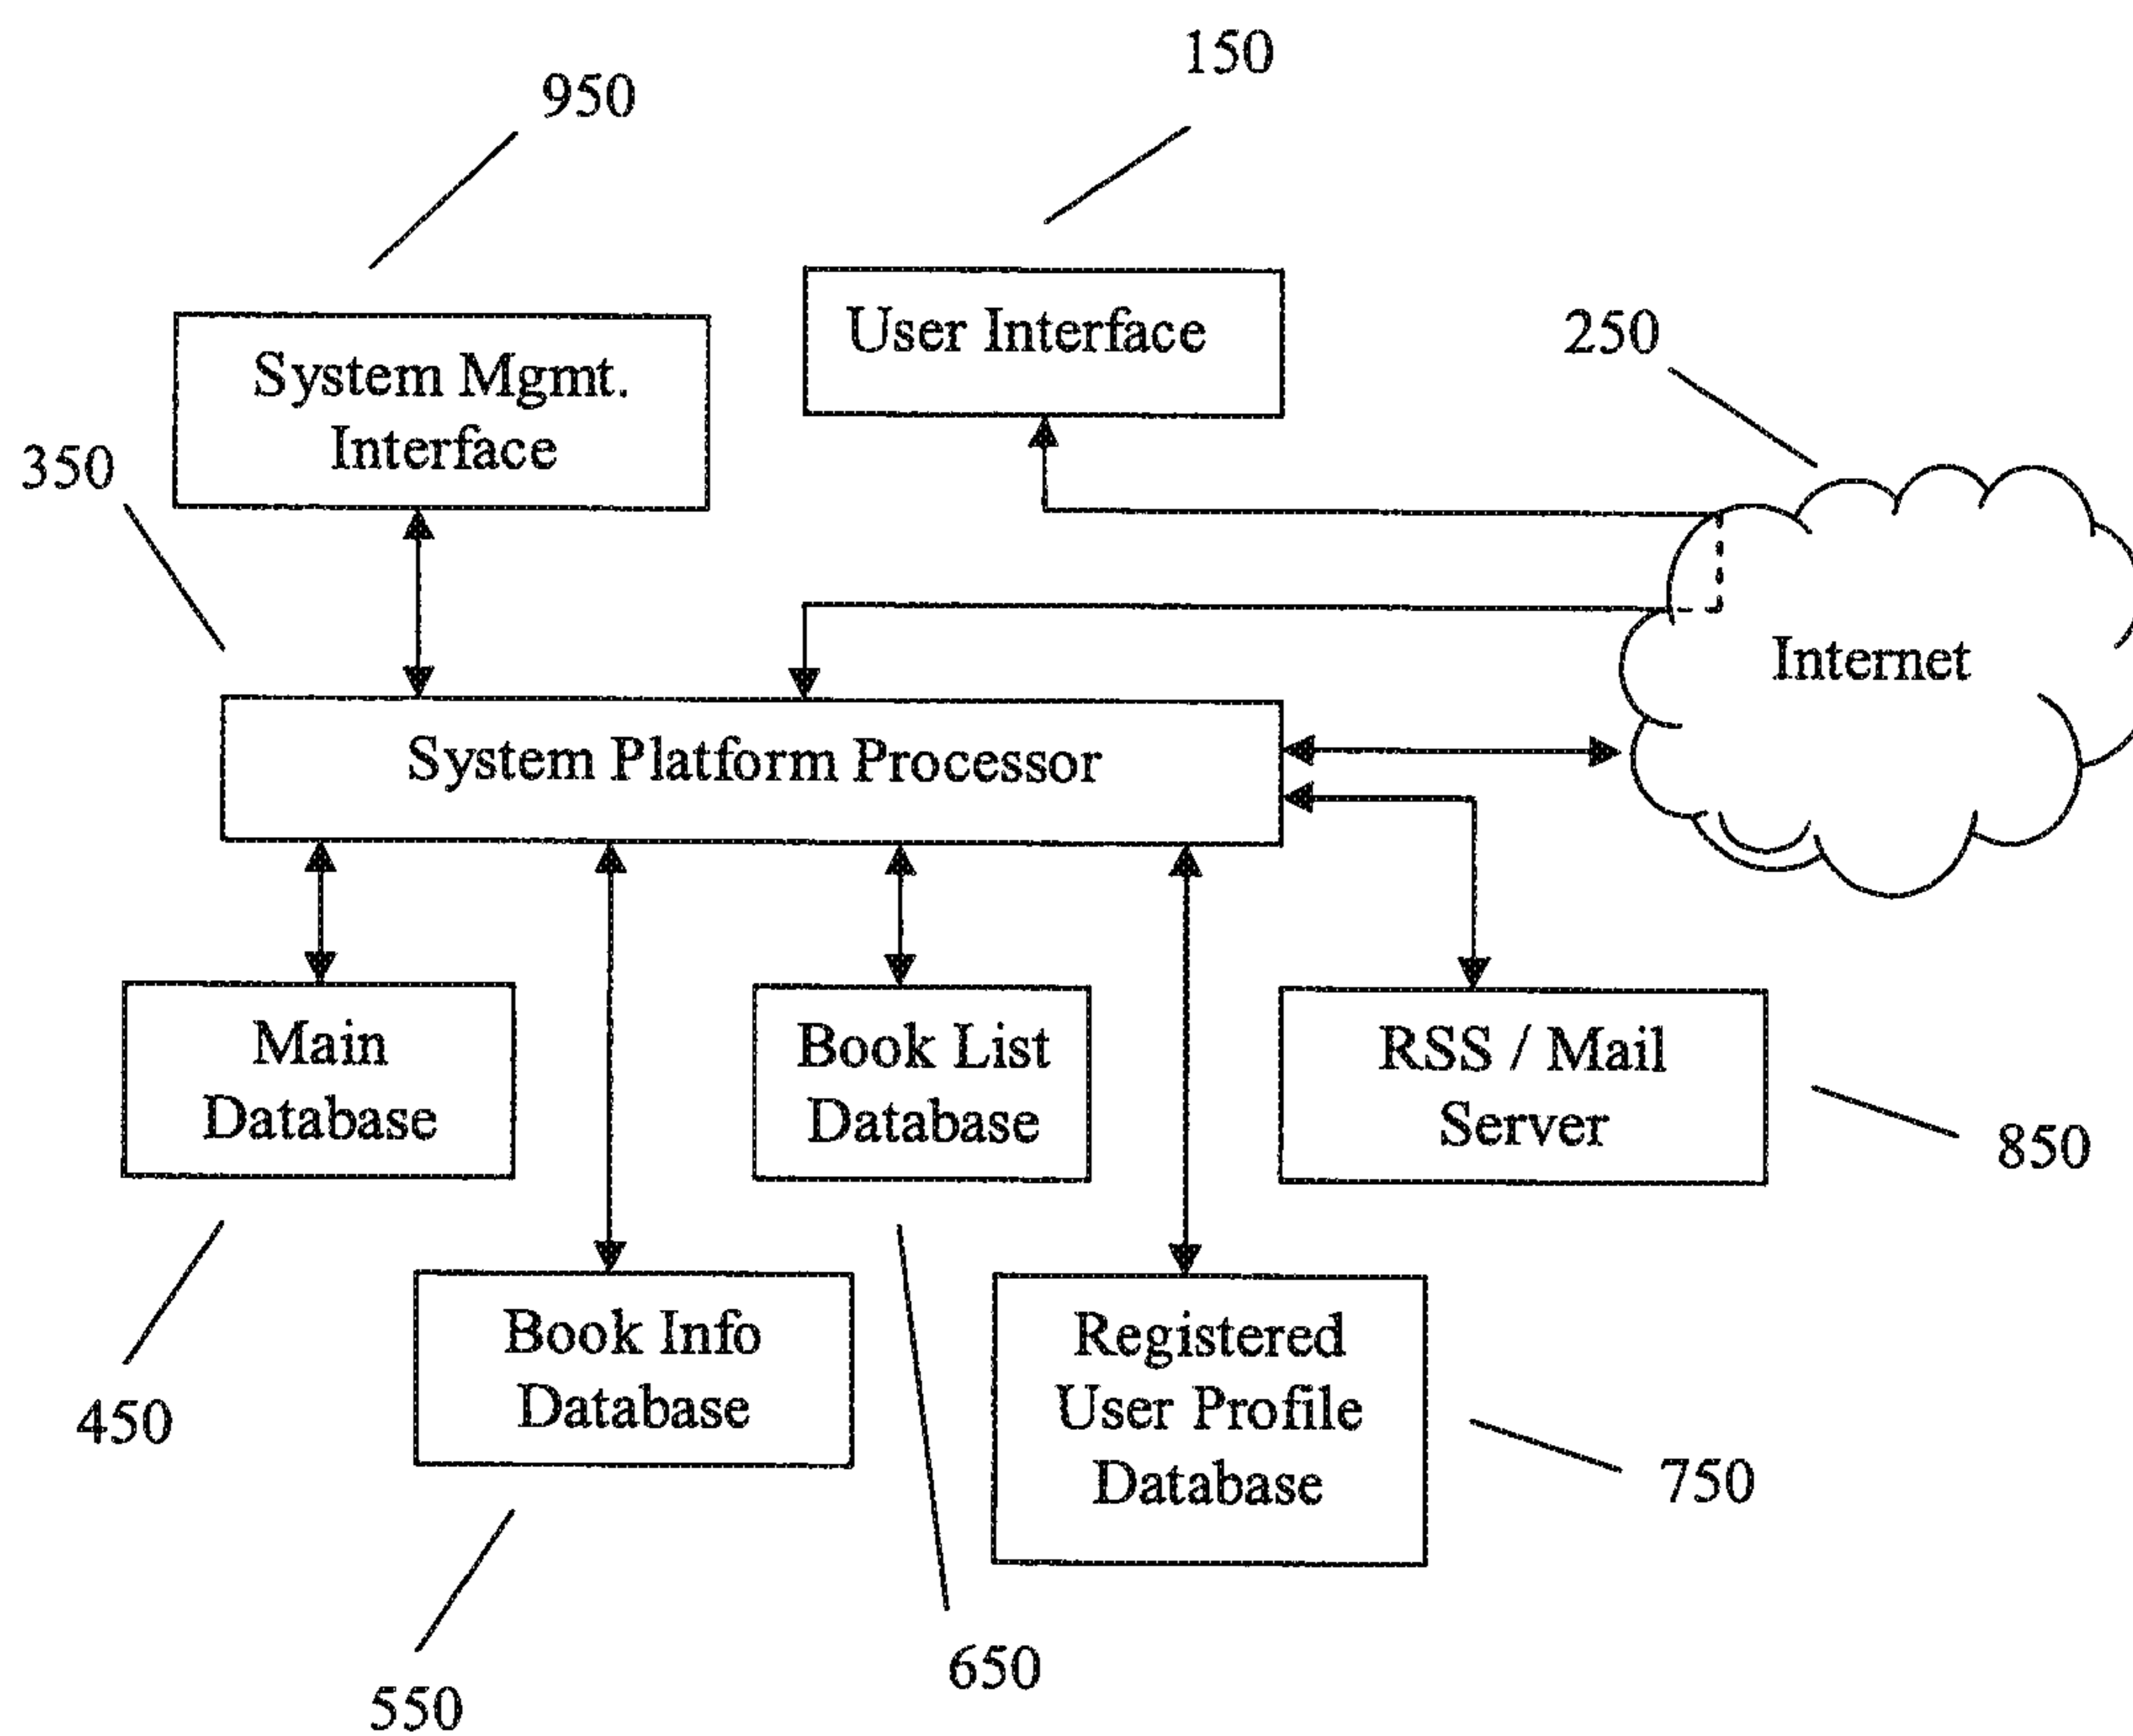 150
950
User Interface
250
System Mgmt.
Interface
350
Internet
System Platform Processor
Main
Database
Book List
Database
RSS / Mail
Server
850
Book Info
Database
Registered
User Profile
Database
450
750
650
550